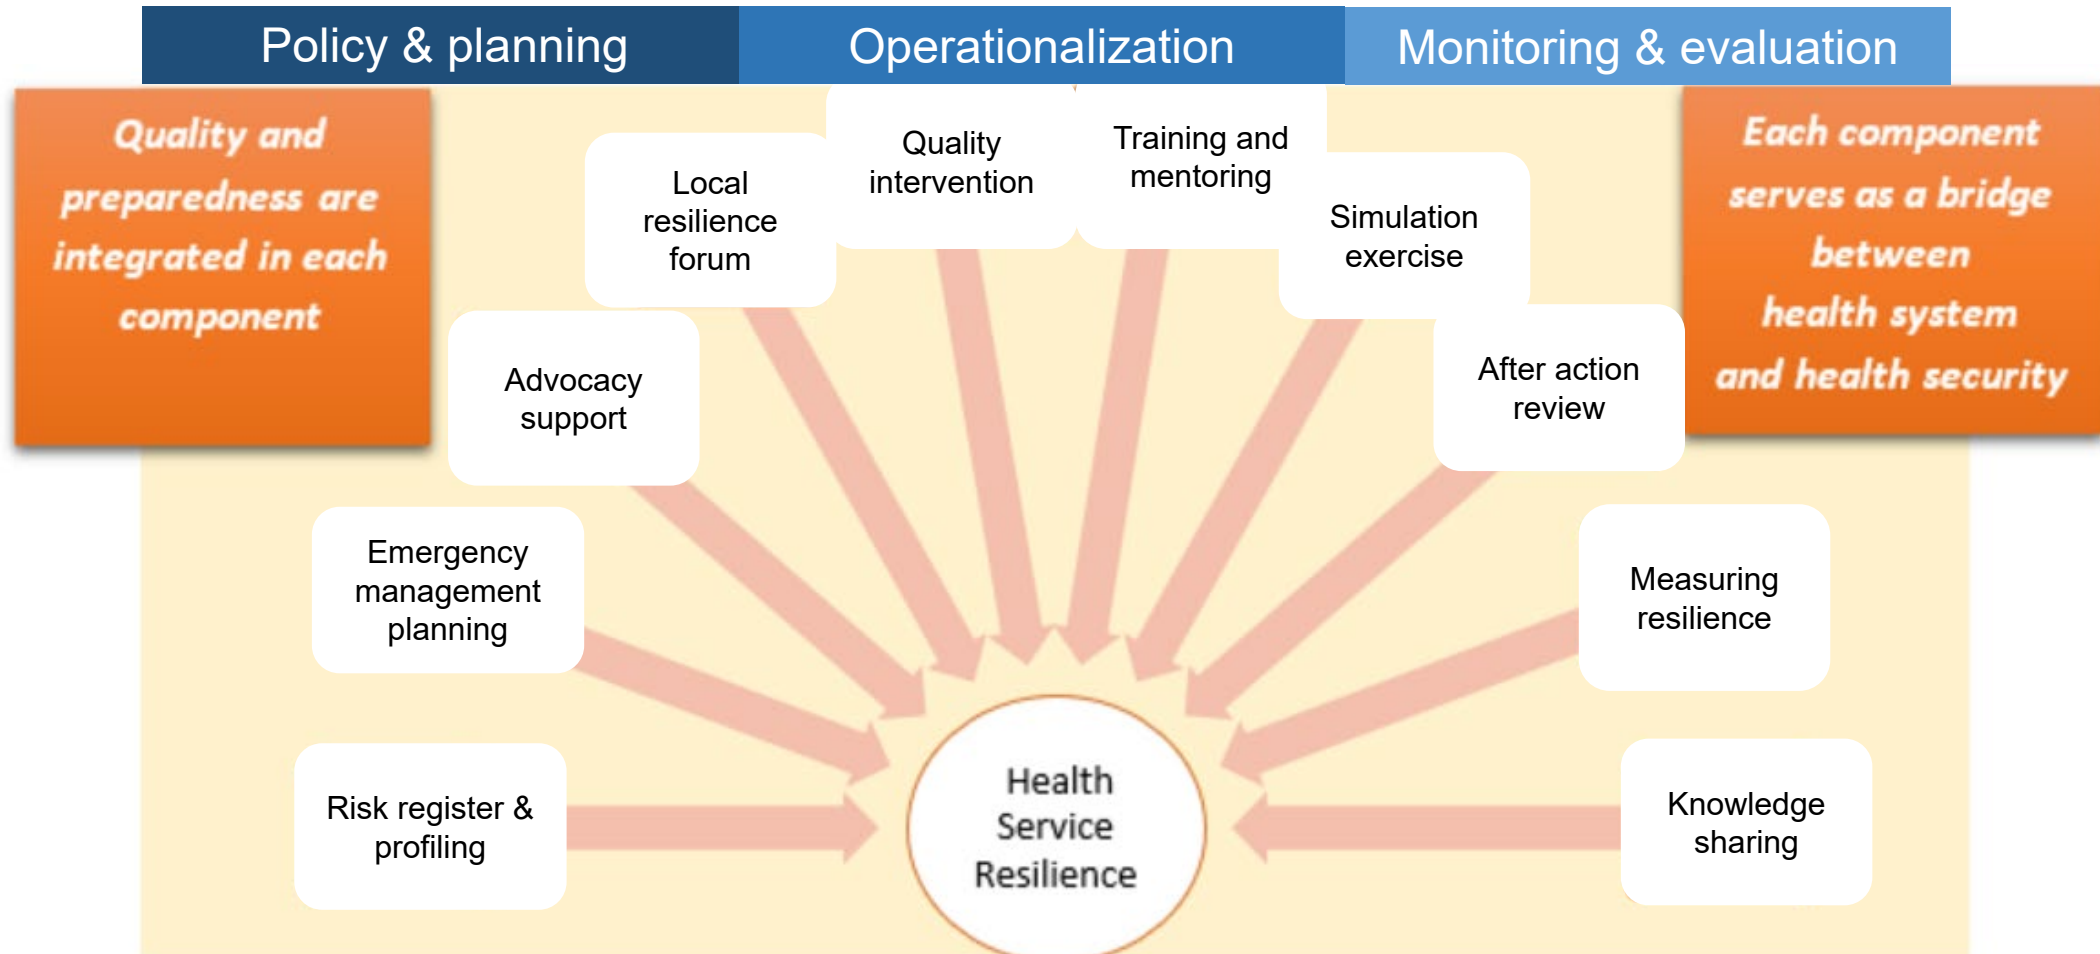 Policy & planning
Operationalization
Monitoring & evaluation
Quality and
preparedness are
integrated in each
component
Each component
serves as a bridge
between
health system
and health security
Risk register &
profiling
Emergency
management
planning
Advocacy
support
Local
resilience
forum
Quality
intervention
Training and
mentoring
Simulation
exercise
After action
review
Measuring
resilience
Knowledge
sharing
Health
Service
Resilience